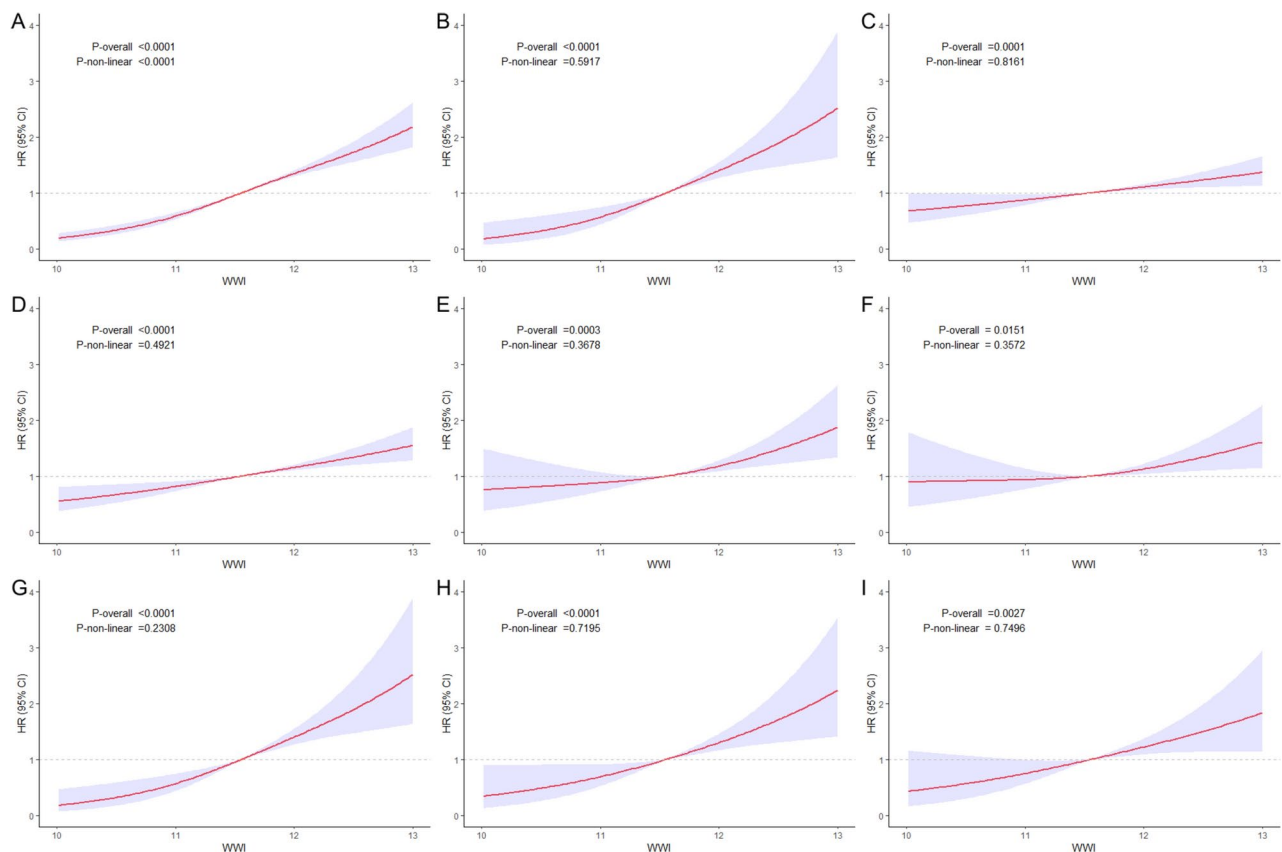 A
P-overall <0.0001
P-non-linear <0.0001
HR (95% CI)
4
3
2
1
0
10
11
12
13
WWI
B
P-overall <0.0001
P-non-linear =0.5917
HR (95% CI)
4
3
2
1
0
10
11
12
13
WWI
C
P-overall =0.0001
P-non-linear =0.8161
HR (95% CI)
4
3
2
1
0
10
11
12
13
WWI
D
P-overall <0.0001
P-non-linear =0.4921
HR (95% CI)
4
3
2
1
0
10
11
12
13
WWI
E
P-overall =0.0003
P-non-linear =0.3678
HR (95% CI)
4
3
2
1
0
10
11
12
13
WWI
F
P-overall = 0.0151
P-non-linear = 0.3572
HR (95% CI)
4
3
2
1
0
10
11
12
13
WWI
G
P-overall <0.0001
P-non-linear =0.2308
HR (95% CI)
4
3
2
1
0
10
11
12
13
WWI
H
P-overall <0.0001
P-non-linear =0.7195
HR (95% CI)
4
3
2
1
0
10
11
12
13
WWI
I
P-overall =0.0027
P-non-linear = 0.7496
HR (95% CI)
4
3
2
1
0
10
11
12
13
WWI